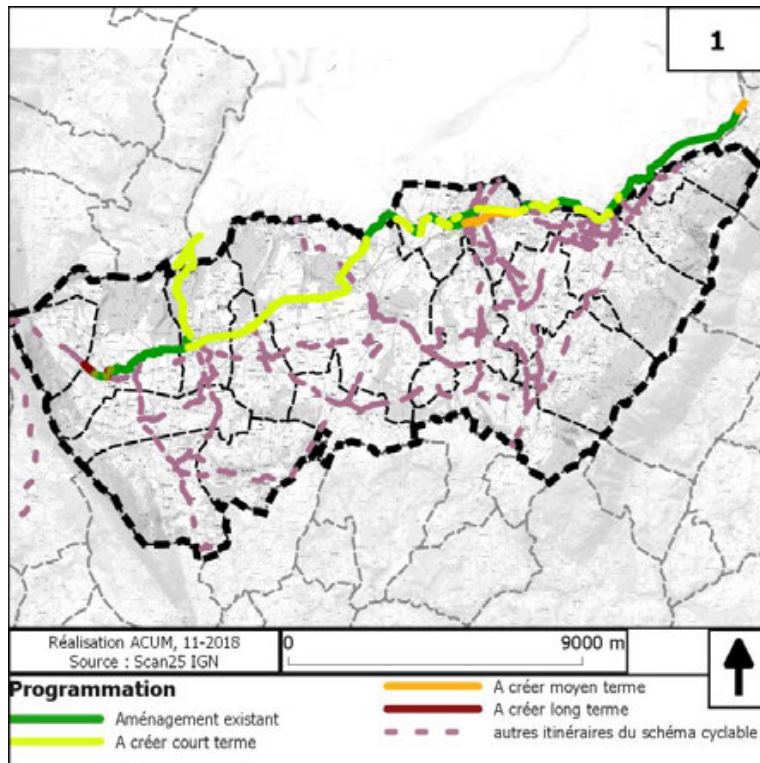 1
Réalisation ACUM, 11-2018
Source : Scan25 IGN
0
9000 m
Programmation
Aménagement existant
A créer court terme
A créer moyen terme
A créer long terme
autres itinéraires du schéma cyclable